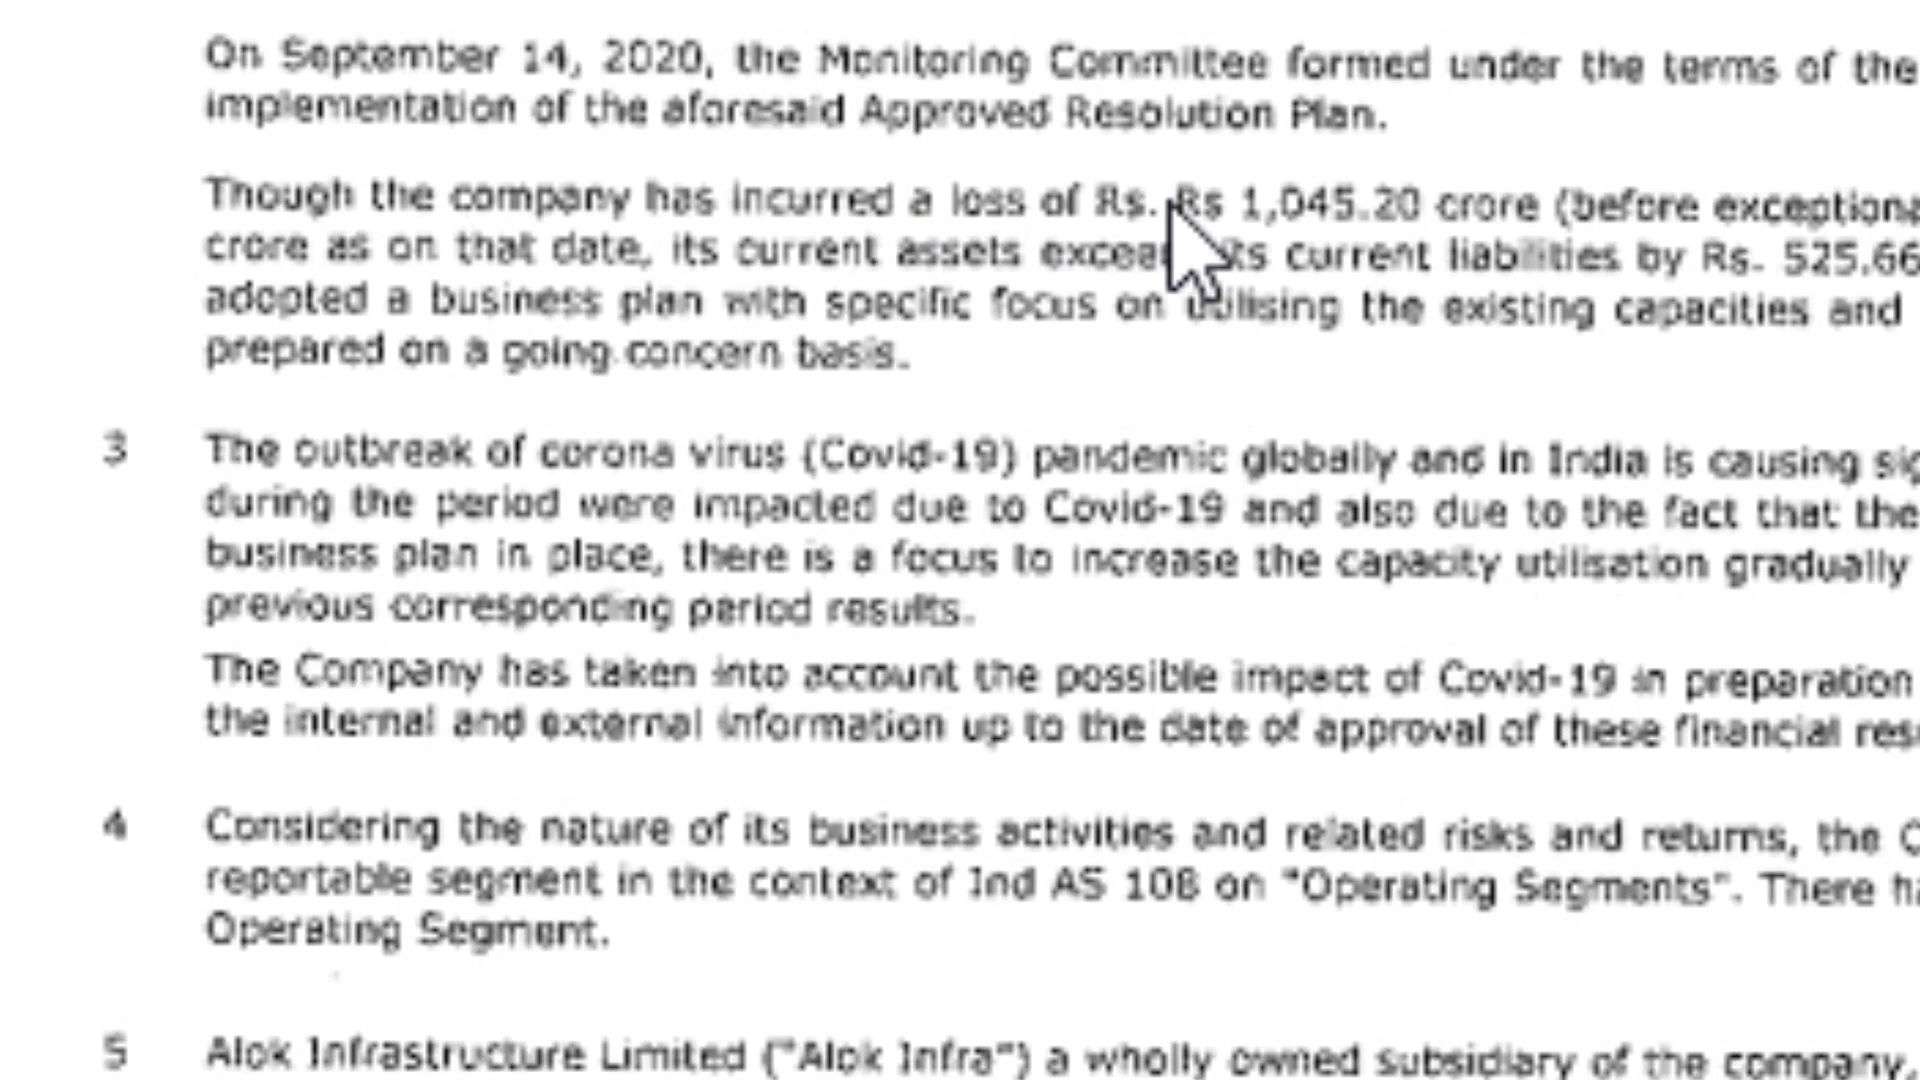 On September 14, 2020, the Monitoring Committee formed under the terms of the
implementation of the aforesaid Approved Resolution Plan.
Though the company has incurred a loss of Rs. Rs 1,045.20 crore (before exceptiona
crore as on that date, its current assets excee ts current liabilities by Rs. 525.66
adopted a business plan with specific focus on utilising the existing capacities and
prepared on a going concern basis.
3 The outbreak of corona virus (Covid-19) pandemic globally and in India is causing sig
during the period were impacted due to Covid-19 and also due to the fact that the
business plan in place, there is a focus to increase the capacity utilisation gradually
previous corresponding period results.
The Company has taken into account the possible impact of Covid-19 in preparation
the internal and external information up to the date of approval of these financial res
4 Considering the nature of its business activities and related risks and returns, the C
reportable segment in the context of Ind AS 108 on "Operating Segments". There ha
Operating Segment.
5 Alok Infrastructure Limited ("Alok Infra") a wholly owned subsidiary of the company,